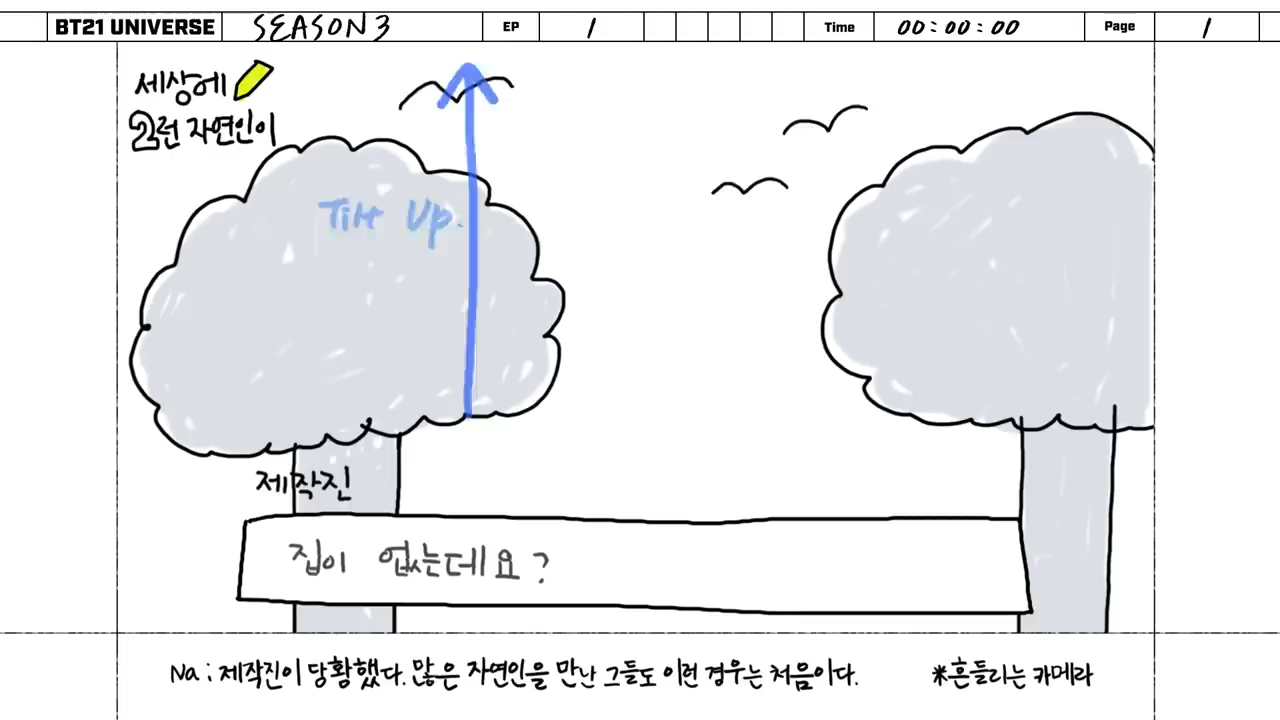 BT21 UNIVERSE SEASON 3 EP 1 Time 00:00:00 Page 1
세상에
그런 자연인이
Tilt Up.
제작진
집이 없는데요?
Na : 제작진이 당황했다. 많은 자연인을 만난 그들도 이런 경우는 처음이다. *흔들리는 카메라